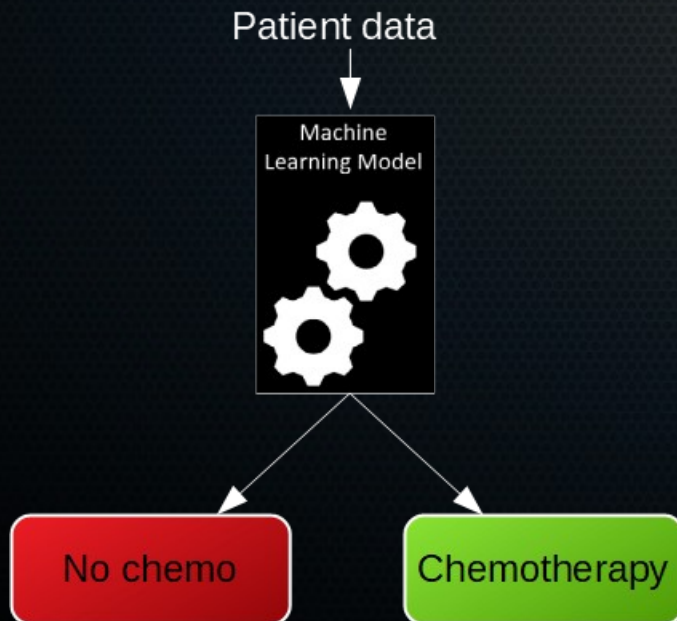 Patient data
Machine
Learning Model
No chemo
Chemotherapy